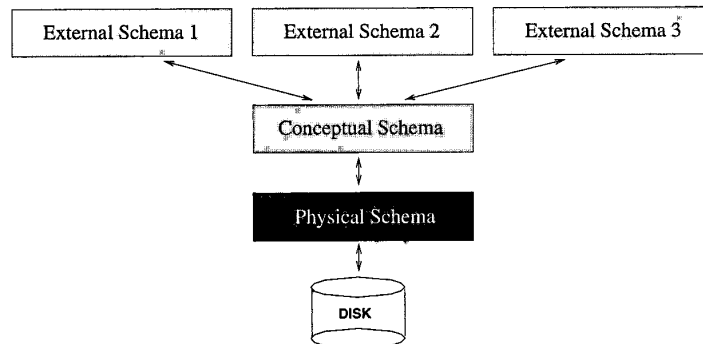 External Schema 1
External Schema 2
External Schema 3
Conceptual Schema
Physical Schema
DISK